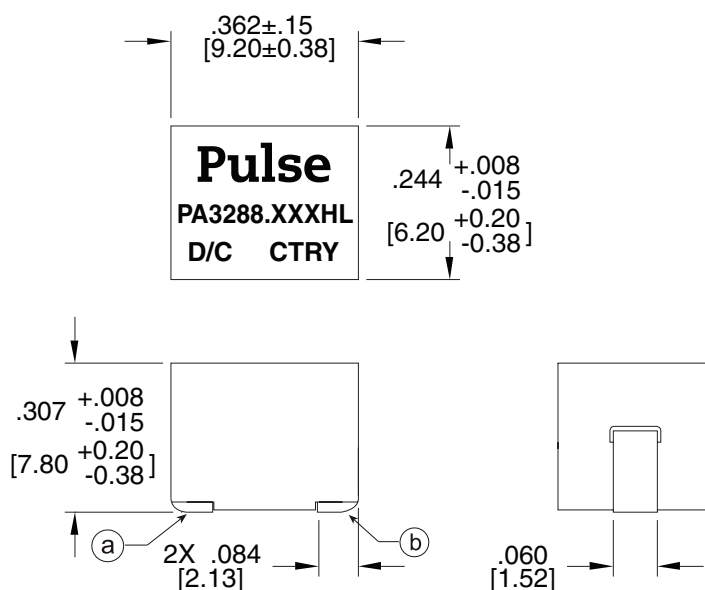 .362±.15
[9.20±0.38]
Pulse
PA3288.XXXHL
D/C CTRY
.244 +.008
-.015
[6.20 +0.20
-0.38]
.307 +.008
-.015
[7.80 +0.20
-0.38]
a
b
2X .084
[2.13]
.060
[1.52]